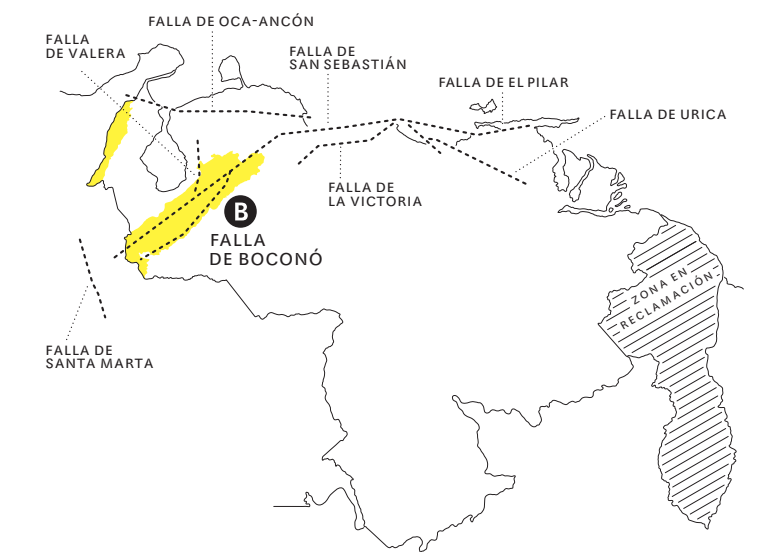 FALLA DE OCA-ANCÓN
FALLA
DE VALERA
FALLA DE
SAN SEBASTIÁN
FALLA DE EL PILAR
FALLA DE URICA
FALLA DE
LA VICTORIA
B
FALLA
DE BOCONÓ
ZONA EN
RECLAMACIÓN
FALLA DE
SANTA MARTA